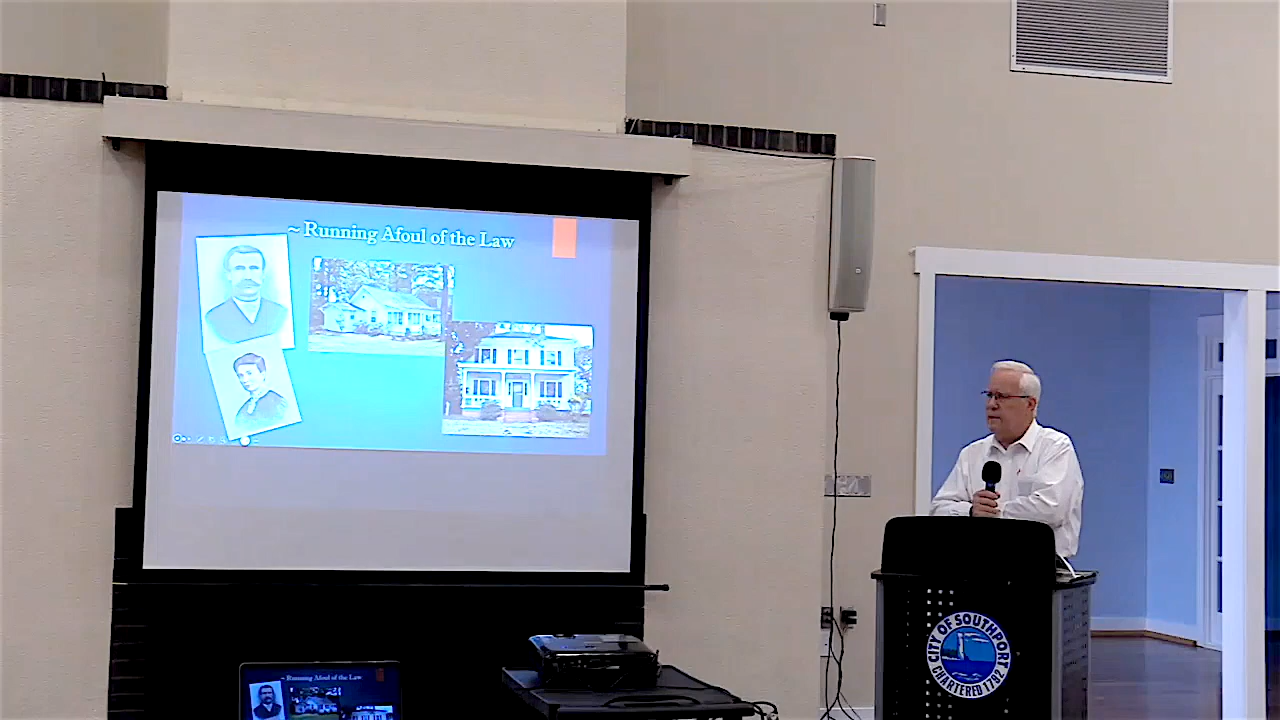 ~ Running Afoul of the Law
~ Running Afoul of the Law
CITY OF SOUTHPORT
CHARTERED 1792